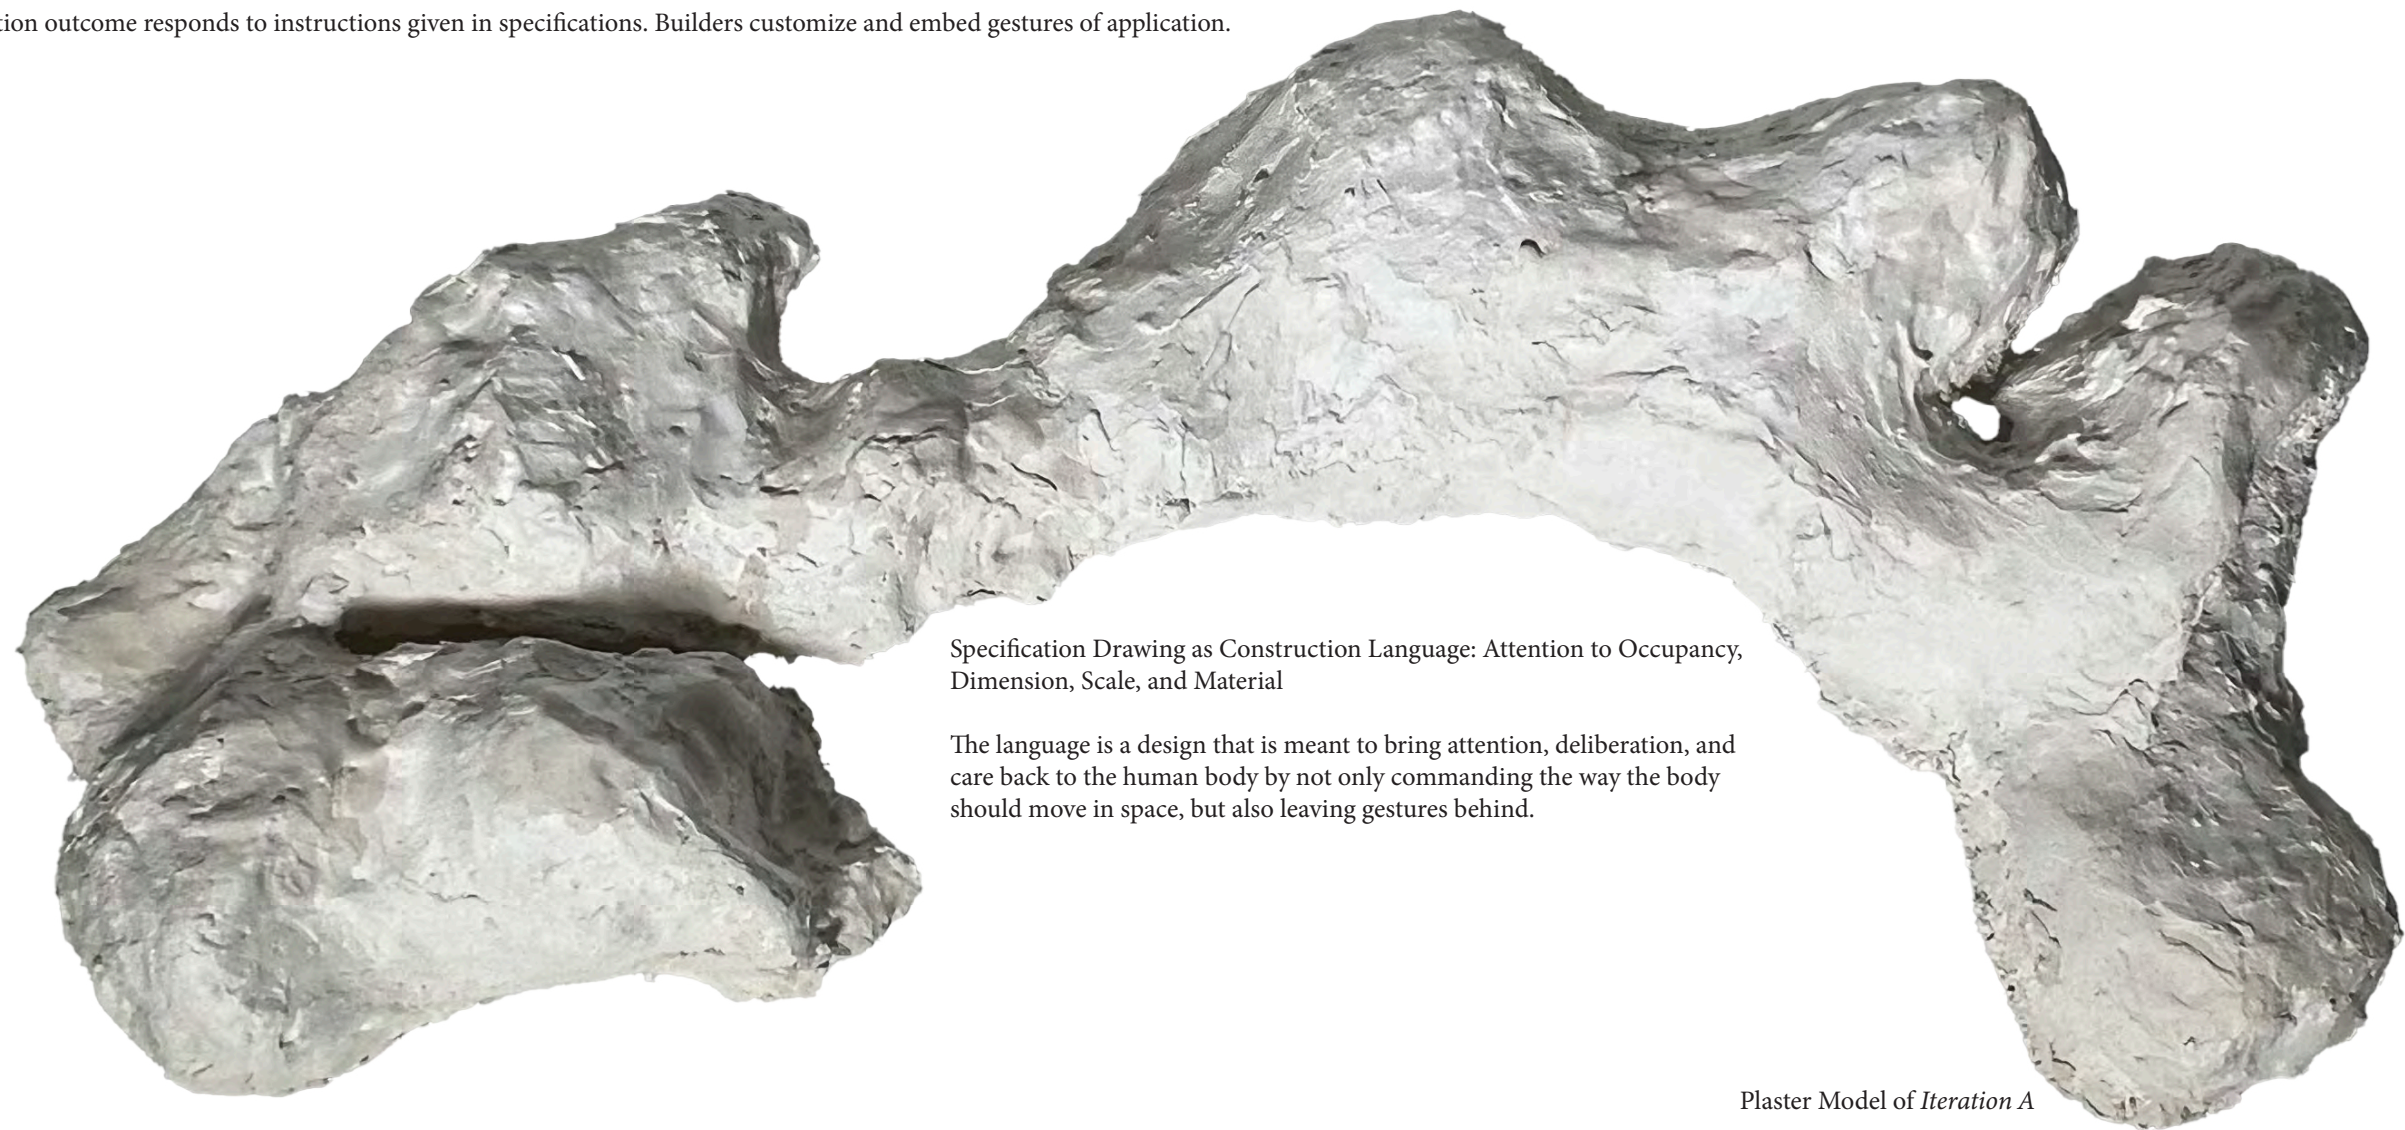 outcome responds to instructions given in specifications. Builders customize and embed gestures of application.
Specification Drawing as Construction Language: Attention to Occupancy,
Dimension, Scale, and Material
The language is a design that is meant to bring attention, deliberation, and
care back to the human body by not only commanding the way the body
should move in space, but also leaving gestures behind.
Plaster Model of Iteration A